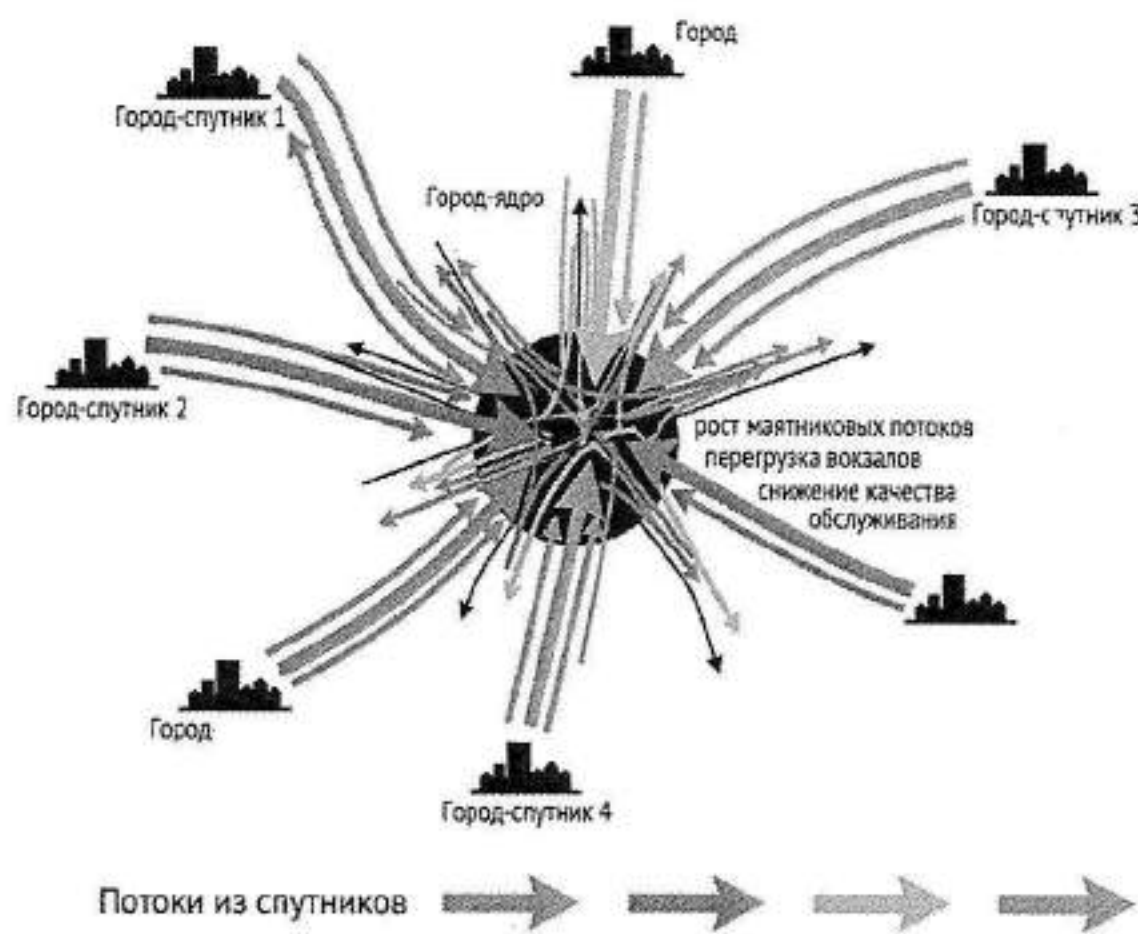 Город
Город-спутник 1
Город-ядро
Город-спутник 3
Город-спутник 2
рост маятниковых потоков
перегрузка вокзалов
снижение качества
обслуживания
Город
Город-спутник 4
Потоки из спутников